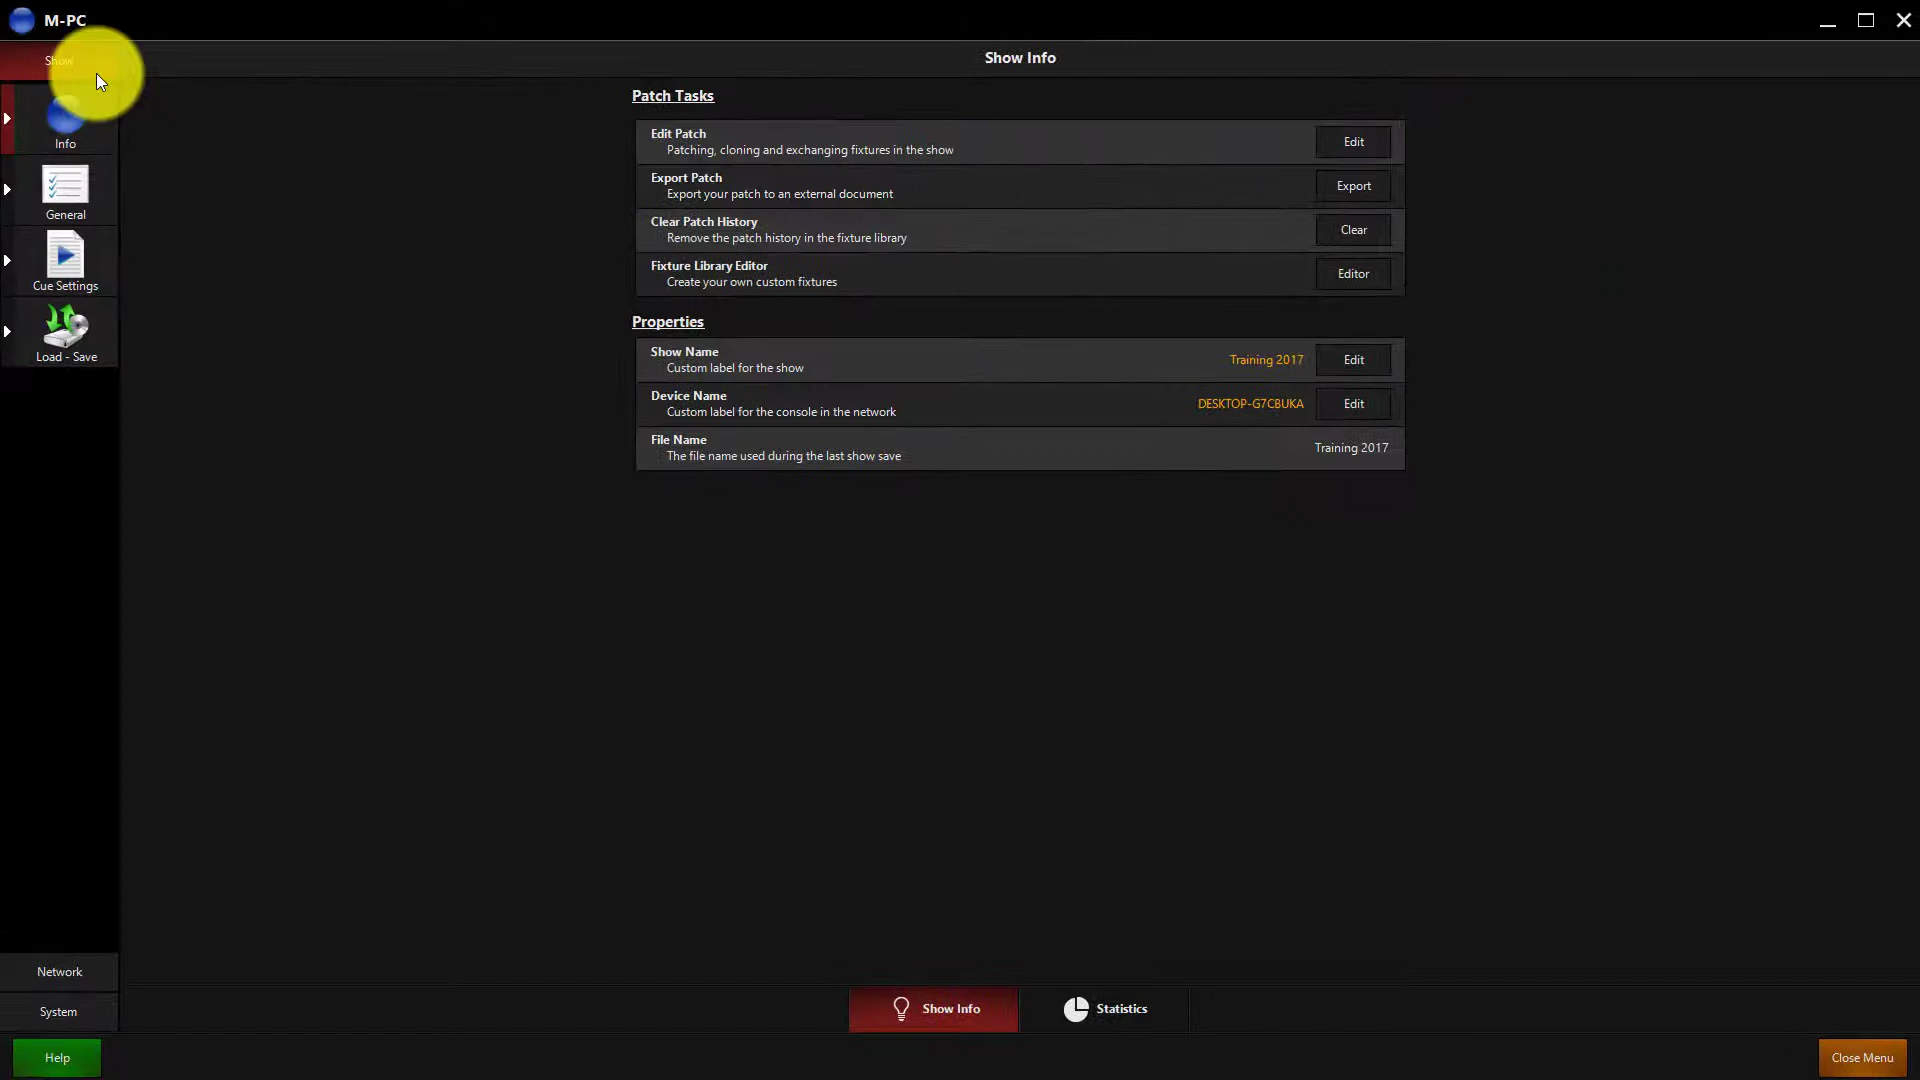 M-PC
Show
Show Info
Info
General
Cue Settings
Load - Save
Patch Tasks
Edit Patch
Patching, cloning and exchanging fixtures in the show
Edit
Export Patch
Export your patch to an external document
Export
Clear Patch History
Remove the patch history in the fixture library
Clear
Fixture Library Editor
Create your own custom fixtures
Editor
Properties
Show Name
Custom label for the show
Training 2017
Edit
Device Name
Custom label for the console in the network
DESKTOP-G7CBUKA
Edit
File Name
The file name used during the last show save
Training 2017
Network
System
Show Info
Statistics
Help
Close Menu